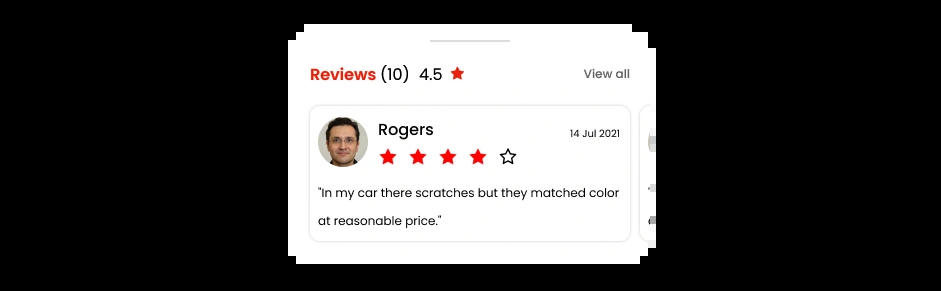 Reviews (10) 4.5
View all
Rogers
14 Jul 2021
"In my car there scratches but they matched color
at reasonable price."